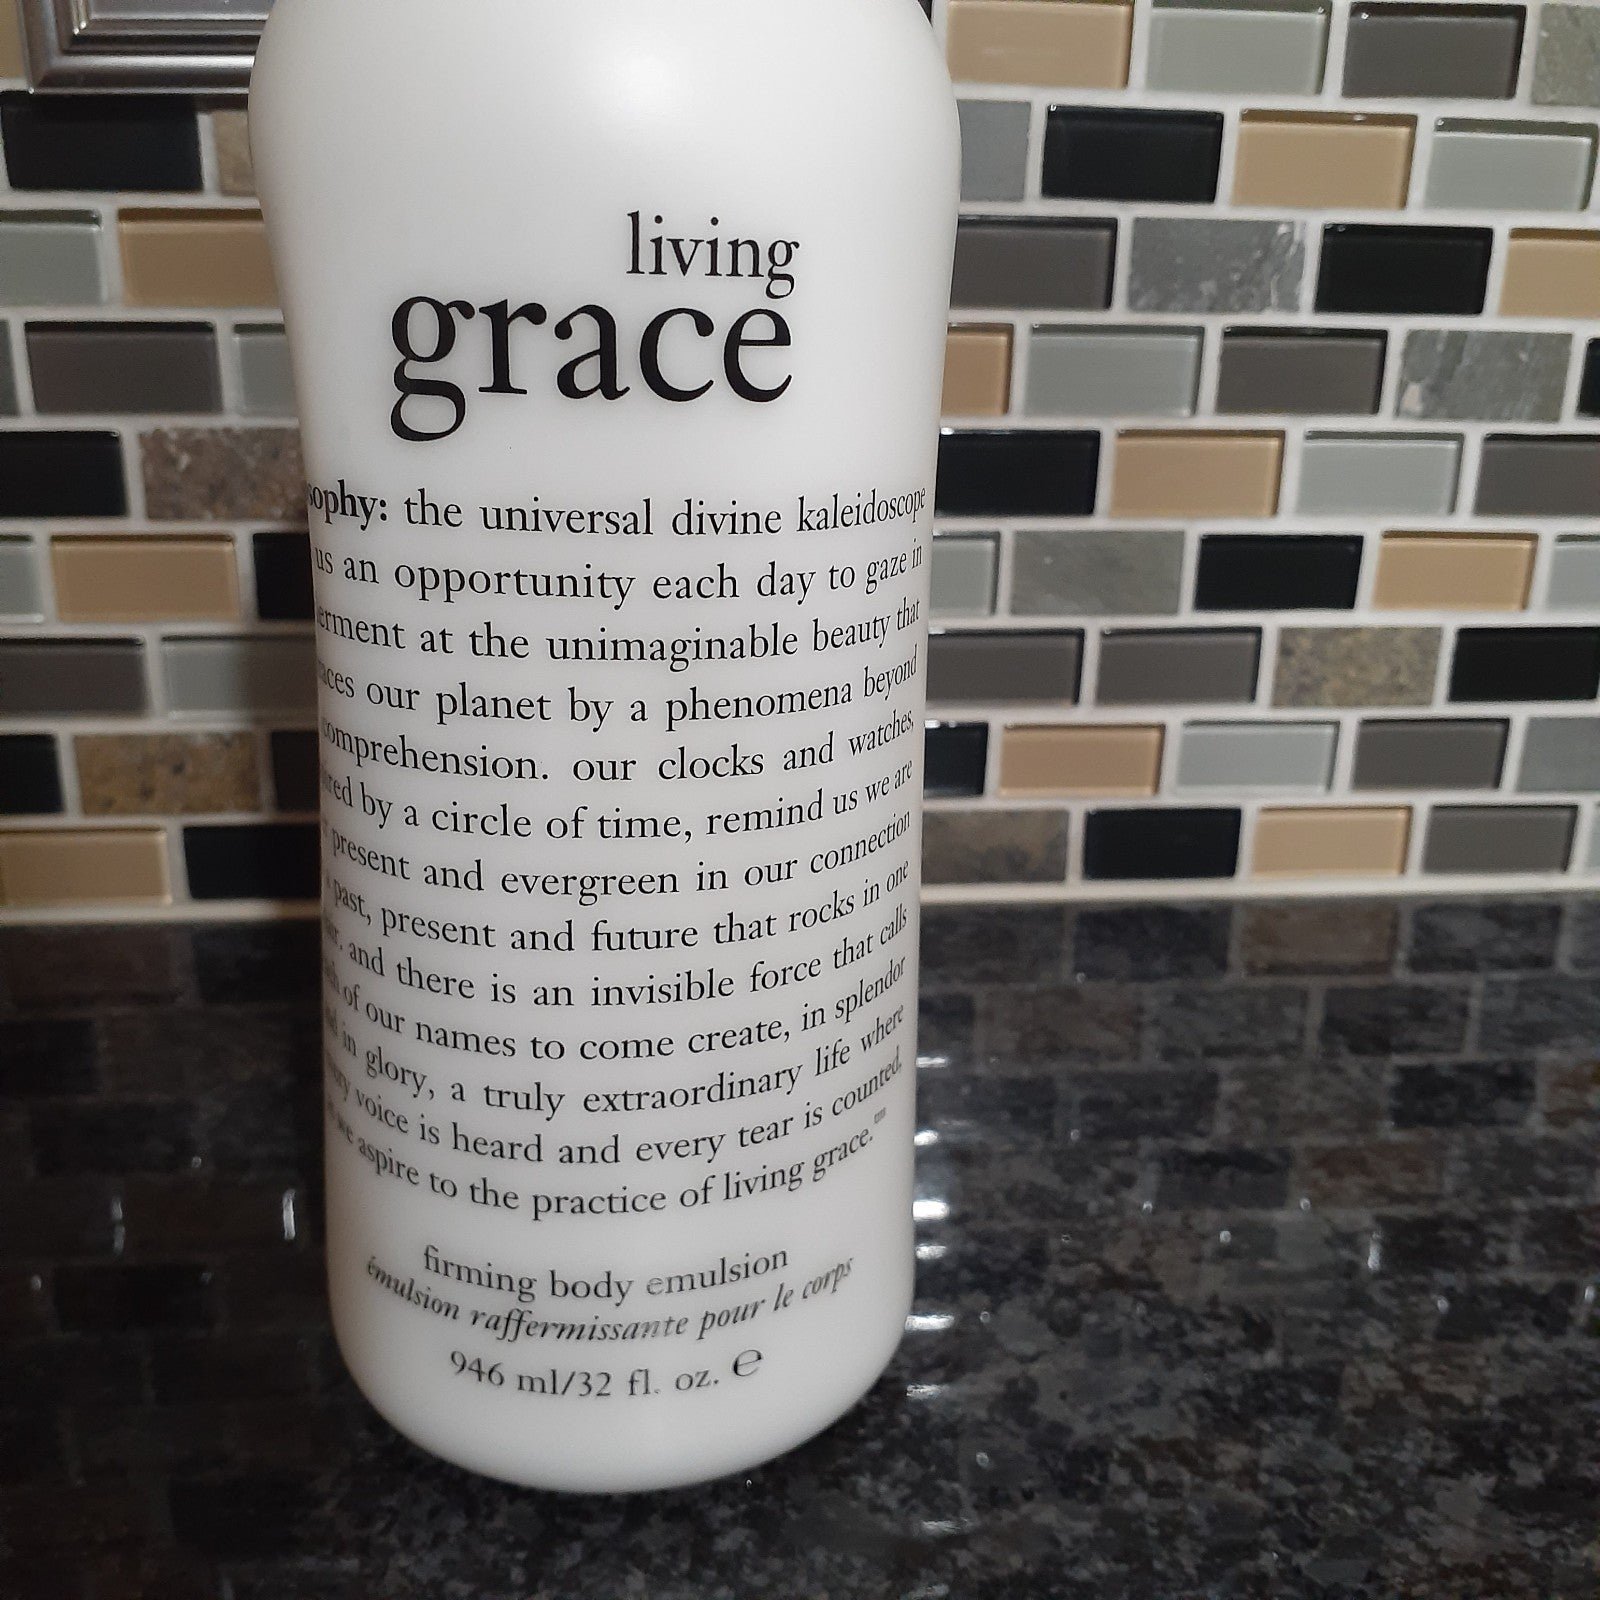 living
grace
sophy: the universal divine kaleidoscope
us an opportunity each day to gaze in
erment at the unimaginable beauty that
aces our planet by a phenomena beyond
omprehension. our clocks and watches,
ired by a circle of time, remind us we are
present and evergreen in our connection
past, present and future that rocks in one
and there is an invisible force that calls
of our names to come create, in splendor
in glory, a truly extraordinary life where
voice is heard and every tear is counted,
we aspire to the practice of living grace.™
firming body emulsion
émulsion raffermissante pour le corps
946 ml/32 fl. oz. ℮